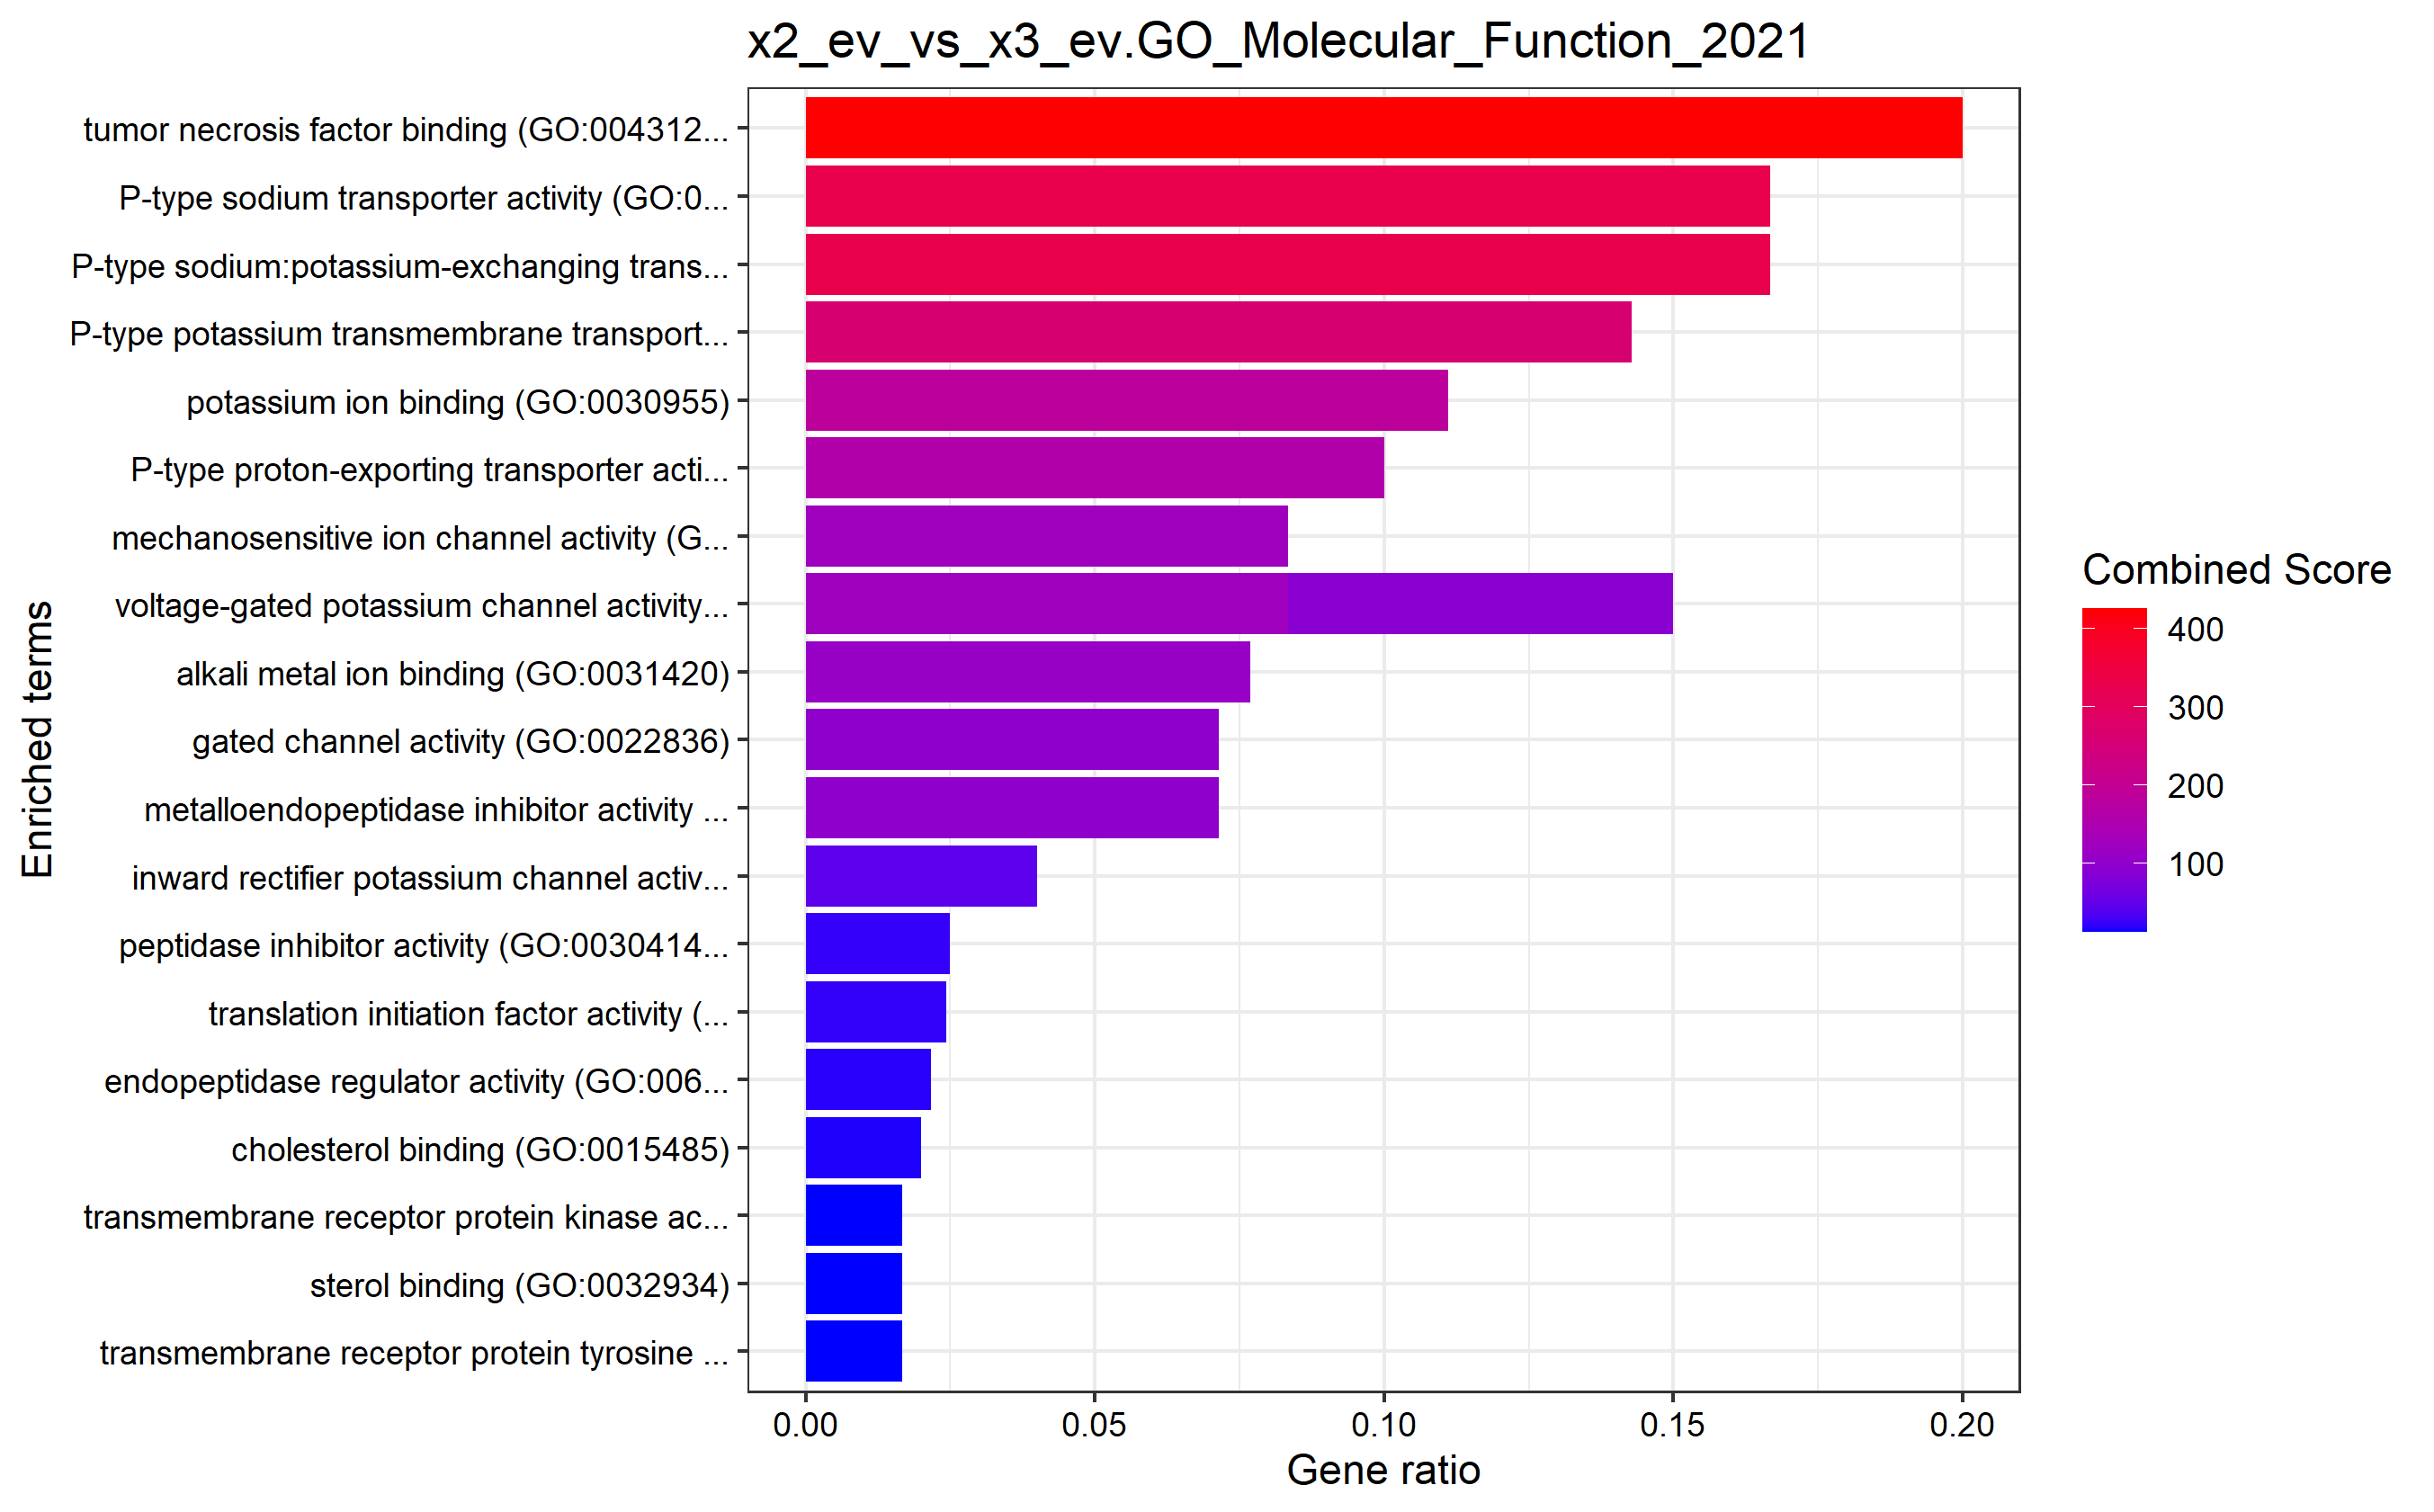 x2_ev_vs_x3_ev.GO_Molecular_Function_2021
tumor necrosis factor binding (GO:004312...
P-type sodium transporter activity (GO:0...
P-type sodium:potassium-exchanging trans...
P-type potassium transmembrane transport...
potassium ion binding (GO:0030955)
P-type proton-exporting transporter acti...
mechanosensitive ion channel activity (G...
voltage-gated potassium channel activity...
alkali metal ion binding (GO:0031420)
gated channel activity (GO:0022836)
metalloendopeptidase inhibitor activity ...
inward rectifier potassium channel activ...
peptidase inhibitor activity (GO:0030414...
translation initiation factor activity (...
endopeptidase regulator activity (GO:006...
cholesterol binding (GO:0015485)
transmembrane receptor protein kinase ac...
sterol binding (GO:0032934)
transmembrane receptor protein tyrosine ...
Enriched terms
0.00 0.05 0.10 0.15 0.20
Gene ratio
Combined Score
400
300
200
100